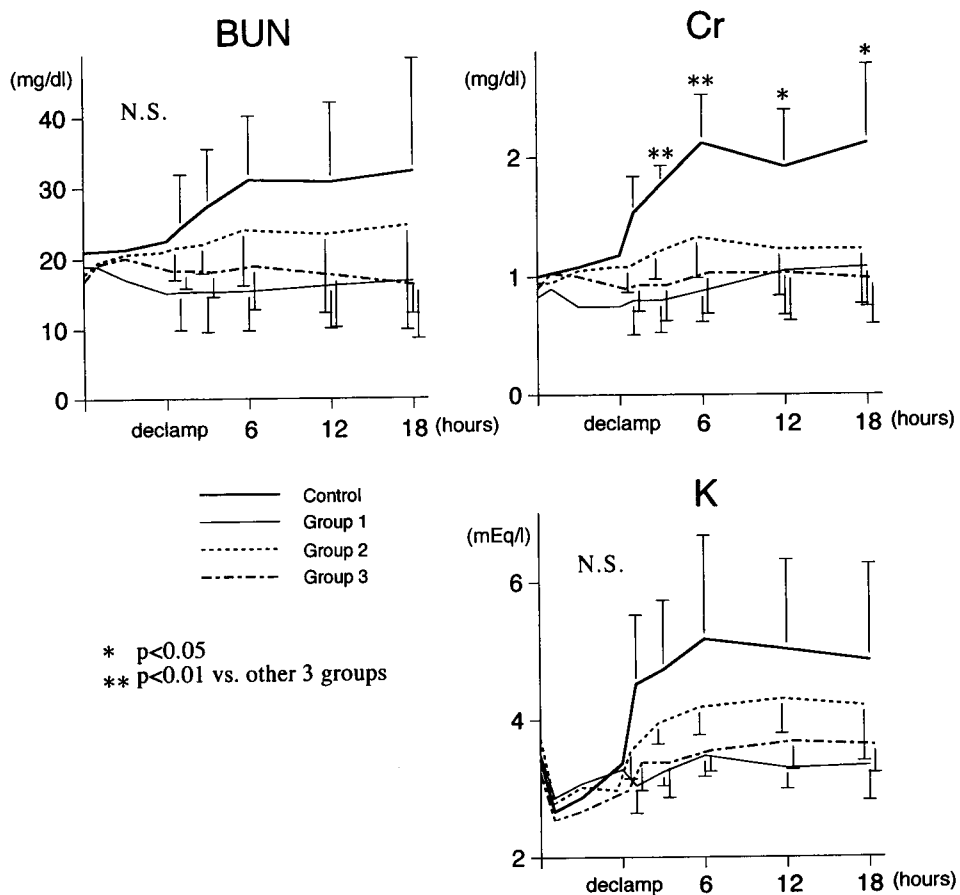 BUN
(mg/dl)
N.S.
40
30
20
10
0
declamp 6 12 18 (hours)
Cr
(mg/dl)
** ** * *
2
1
0
declamp 6 12 18 (hours)
Control
Group 1
Group 2
Group 3
* p<0.05
** p<0.01 vs. other 3 groups
K
(mEq/l)
N.S.
6
4
2
declamp 6 12 18 (hours)